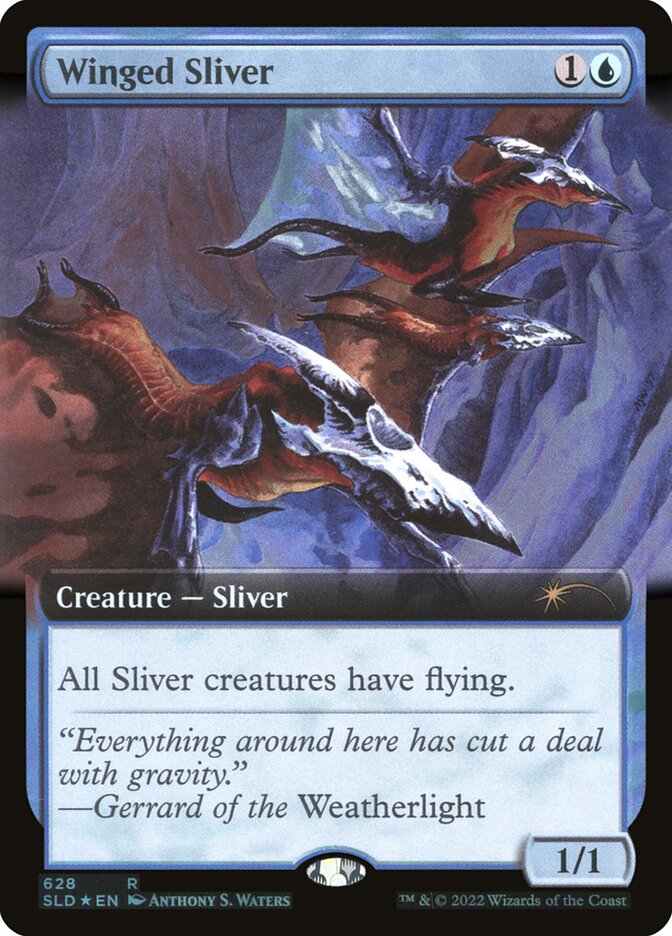 Winged Sliver 1
Creature — Sliver
All Sliver creatures have flying.
“Everything around here has cut a deal
with gravity.”
—Gerrard of the Weatherlight
1/1
628 R
SLD ★ EN Anthony S. Waters ™ & © 2022 Wizards of the Coast